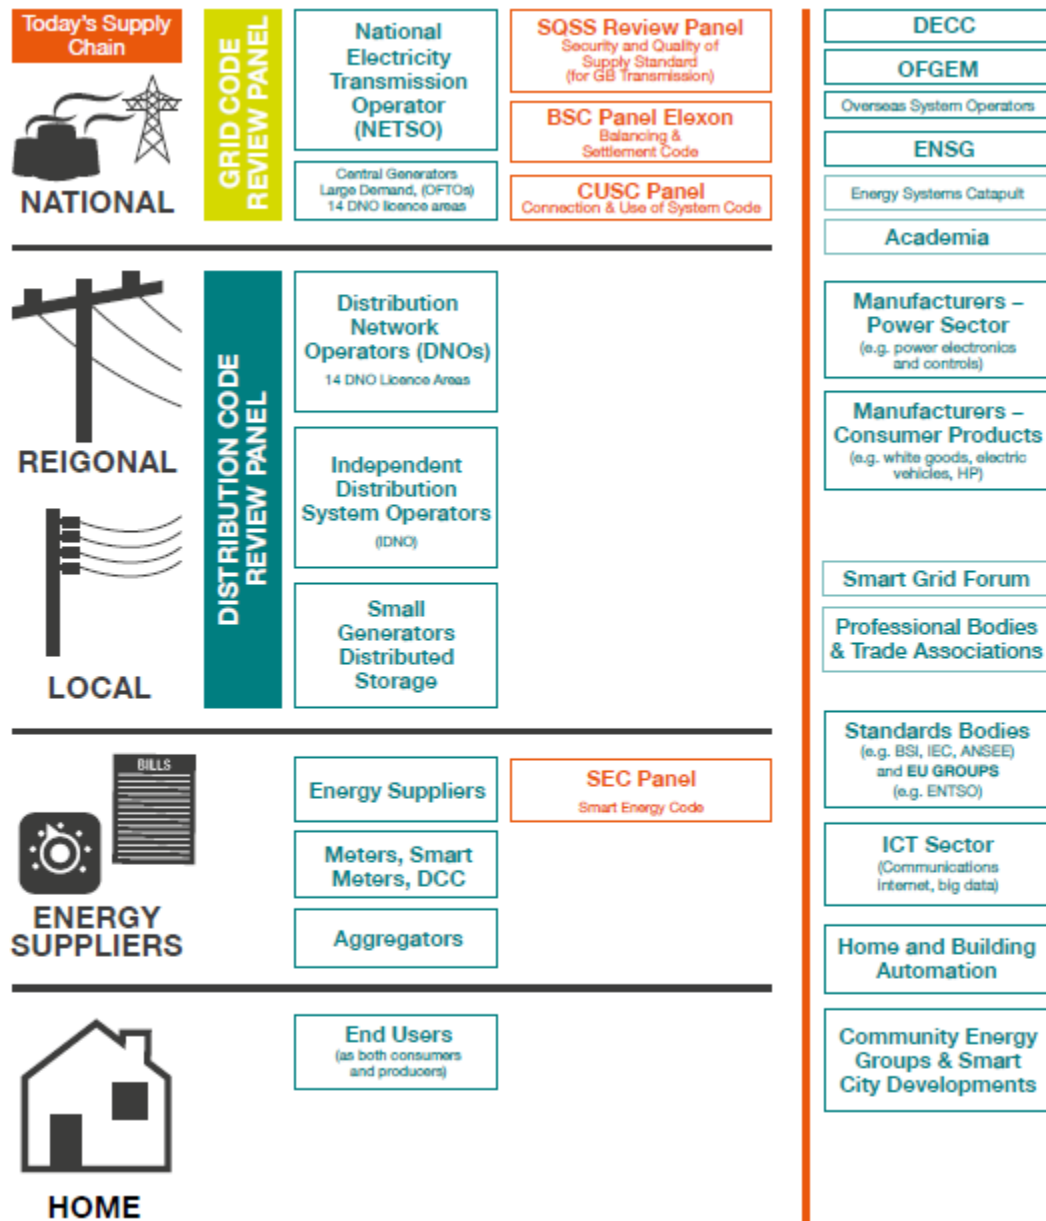 Today's Supply
Chain
NATIONAL
GRID CODE
REVIEW PANEL
National
Electricity
Transmission
Operator
(NETSO)
Central Generators
Large Demand, (OFTOs)
14 DNO licence areas
SQSS Review Panel
Security and Quality of
Supply Standard
(for GB Transmission)
BSC Panel Elexon
Balancing &
Settlement Code
CUSC Panel
Connection & Use of System Code
REIGONAL
LOCAL
DISTRIBUTION CODE
REVIEW PANEL
Distribution
Network
Operators (DNOs)
14 DNO Licence Areas
Independent
Distribution
System Operators
(IDNO)
Small
Generators
Distributed
Storage
BILLS
ENERGY
SUPPLIERS
Energy Suppliers
Meters, Smart
Meters, DCC
Aggregators
SEC Panel
Smart Energy Code
HOME
End Users
(as both consumers
and producers)
DECC
OFGEM
Overseas System Operators
ENSG
Energy Systems Catapult
Academia
Manufacturers –
Power Sector
(e.g. power electronics
and controls)
Manufacturers –
Consumer Products
(e.g. white goods, electric
vehicles, HP)
Smart Grid Forum
Professional Bodies
& Trade Associations
Standards Bodies
(e.g. BSI, IEC, ANSEE)
and EU GROUPS
(e.g. ENTSO)
ICT Sector
(Communications
internet, big data)
Home and Building
Automation
Community Energy
Groups & Smart
City Developments